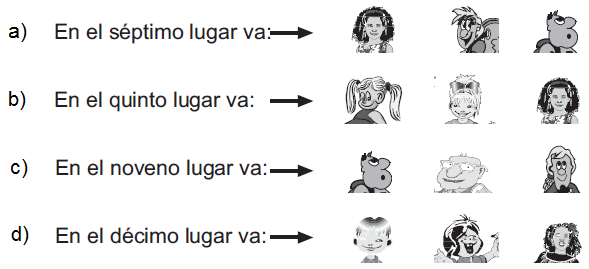 a) En el séptimo lugar va:
b) En el quinto lugar va:
c) En el noveno lugar va:
d) En el décimo lugar va: